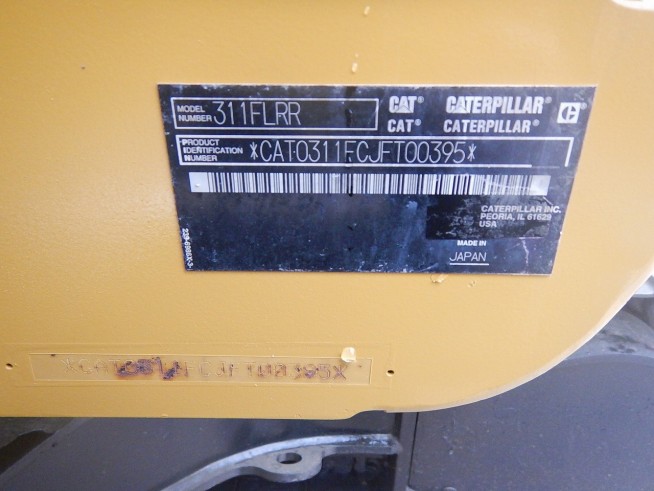 MODEL NUMBER 311FLRR
CAT® CATERPILLAR®
CAT® CATERPILLAR®
PRODUCT IDENTIFICATION NUMBER *CAT0311FCJFT00395*
CATERPILLAR INC.
PEORIA, IL 61629
USA
MADE IN
JAPAN